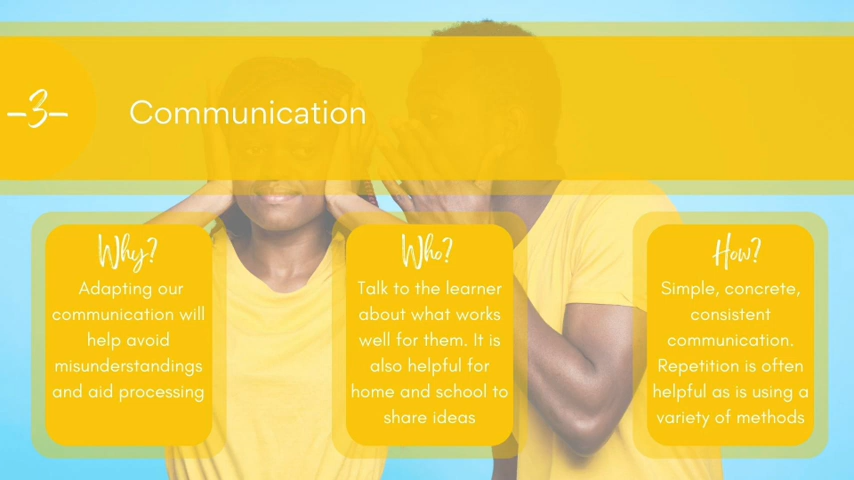 -3-
Communication
Why?
Adapting our
communication will
help avoid
misunderstandings
and aid processing
Who?
Talk to the learner
about what works
well for them. It is
also helpful for
home and school to
share ideas
How?
Simple, concrete,
consistent
communication.
Repetition is often
helpful as is using a
variety of methods